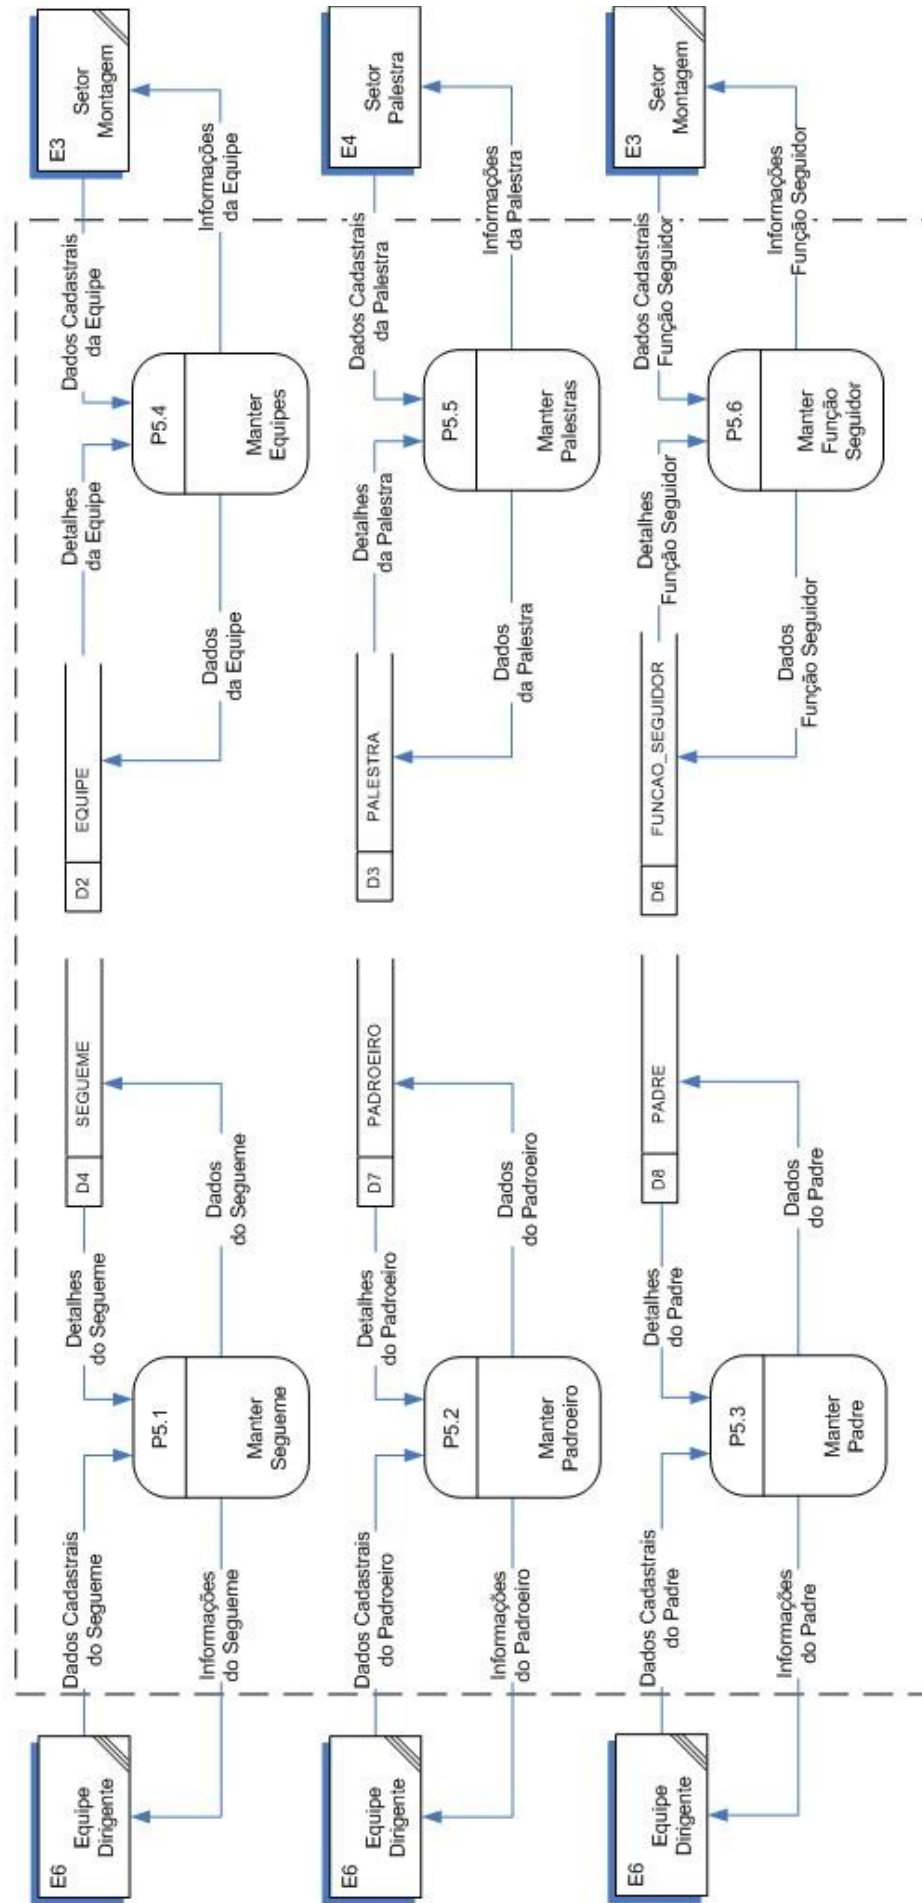 E6
Equipe
Dirigente
Dados Cadastrais
do Segueme
Informações
do Segueme
P5.1
Manter
Segueme
Detalhes
do Segueme
Dados
do Segueme
D4
SEGUEME
D2
EQUIPE
Detalhes
da Equipe
Dados
da Equipe
P5.4
Manter
Equipes
Dados Cadastrais
da Equipe
Informações
da Equipe
E3
Setor
Montagem
E6
Equipe
Dirigente
Dados Cadastrais
do Padroeiro
Informações
do Padroeiro
P5.2
Manter
Padroeiro
Detalhes
do Padroeiro
Dados
do Padroeiro
D7
PADROEIRO
D3
PALESTRA
Detalhes
da Palestra
Dados
da Palestra
P5.5
Manter
Palestras
Dados Cadastrais
da Palestra
Informações
da Palestra
E4
Setor
Palestra
E6
Equipe
Dirigente
Dados Cadastrais
do Padre
Informações
do Padre
P5.3
Manter
Padre
Detalhes
do Padre
Dados
do Padre
D8
PADRE
D6
FUNCAO_SEGUIDOR
Detalhes
Função Seguidor
Dados
Função Seguidor
P5.6
Manter
Função
Seguidor
Dados Cadastrais
Função Seguidor
Informações
Função Seguidor
E3
Setor
Montagem